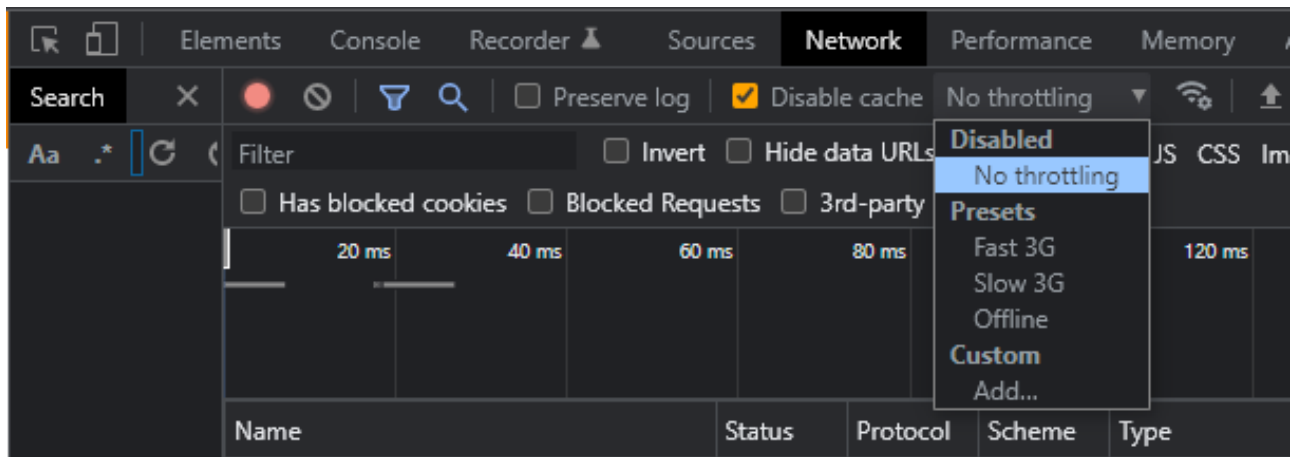 Elements Console Recorder Sources Network Performance Memory
Search × Preserve log Disable cache No throttling ▼
Aa .* Filter Invert Hide data URLs JS CSS Im
Has blocked cookies Blocked Requests 3rd-party
Disabled
No throttling
Presets
Fast 3G
Slow 3G
Offline
Custom
Add...
20 ms 40 ms 60 ms 80 ms 120 ms
Name Status Protocol Scheme Type